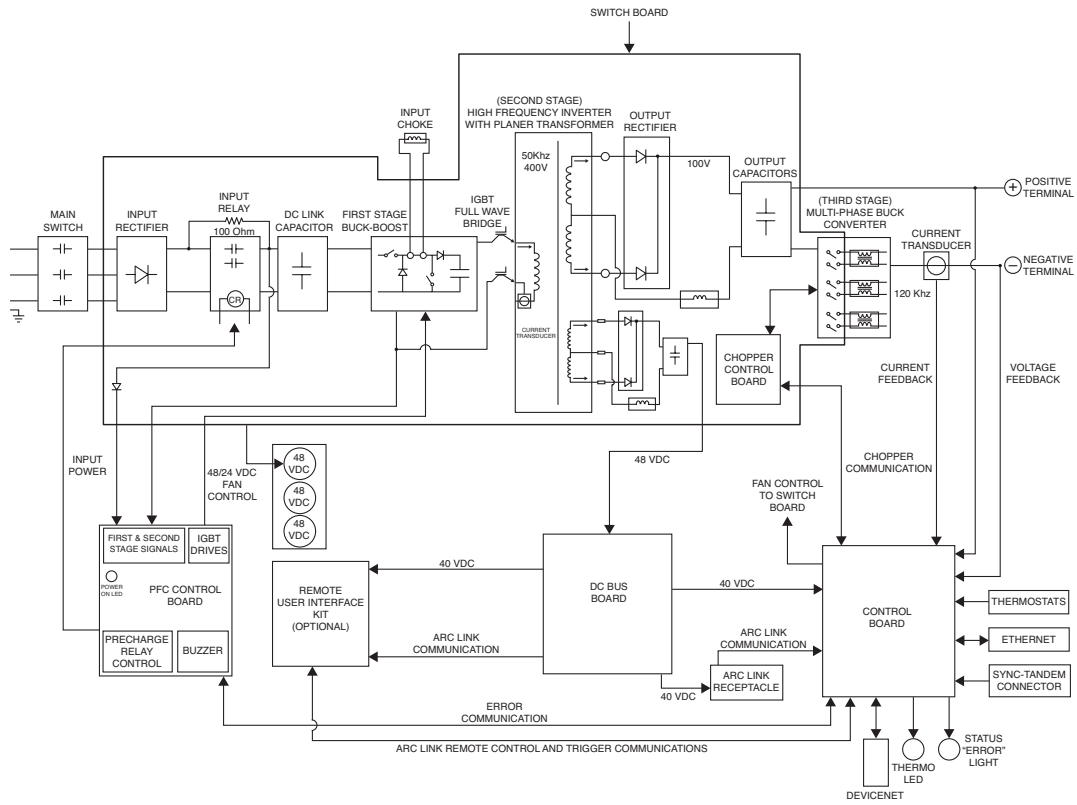 SWITCH BOARD
(SECOND STAGE)
HIGH FREQUENCY INVERTER
WITH PLANER TRANSFORMER
INPUT
CHOKE
OUTPUT
RECTIFIER
50Khz
400V
100V
OUTPUT
CAPACITORS
POSITIVE
TERMINAL
MAIN
SWITCH
INPUT
RECTIFIER
INPUT
RELAY
100 Ohm
DC LINK
CAPACITOR
FIRST STAGE
BUCK-BOOST
IGBT
FULL WAVE
BRIDGE
(THIRD STAGE)
MULTI-PHASE BUCK
CONVERTER
CURRENT
TRANSDUCER
NEGATIVE
TERMINAL
CR
120 Khz
CURRENT
TRANSDUCER
CHOPPER
CONTROL
BOARD
CURRENT
FEEDBACK
VOLTAGE
FEEDBACK
INPUT
POWER
48/24 VDC
FAN
CONTROL
48
VDC
48
VDC
48
VDC
48 VDC
CHOPPER
COMMUNICATION
FAN CONTROL
TO SWITCH
BOARD
FIRST & SECOND
STAGE SIGNALS
IGBT
DRIVES
POWER
ON LED
PFC CONTROL
BOARD
PRECHARGE
RELAY
CONTROL
BUZZER
REMOTE
USER INTERFACE
KIT
(OPTIONAL)
40 VDC
ARC LINK
COMMUNICATION
DC BUS
BOARD
40 VDC
ARC LINK
COMMUNICATION
40 VDC
ARC LINK
RECEPTACLE
CONTROL
BOARD
THERMOSTATS
ETHERNET
SYNC-TANDEM
CONNECTOR
ERROR
COMMUNICATION
ARC LINK REMOTE CONTROL AND TRIGGER COMMUNICATIONS
DEVICENET
THERMO
LED
STATUS
"ERROR"
LIGHT